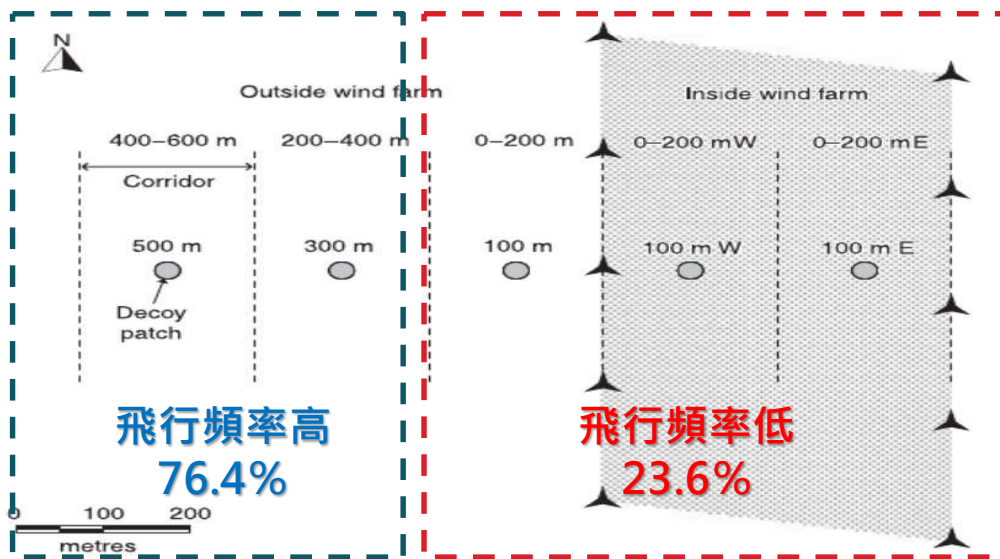 N
Outside wind farm
Inside wind farm
400–600 m
200–400 m
0–200 m
0–200 mW
0–200 mE
Corridor
500 m
300 m
100 m
100 m W
100 m E
Decoy
patch
飛行頻率高
76.4%
飛行頻率低
23.6%
0 100 200
metres